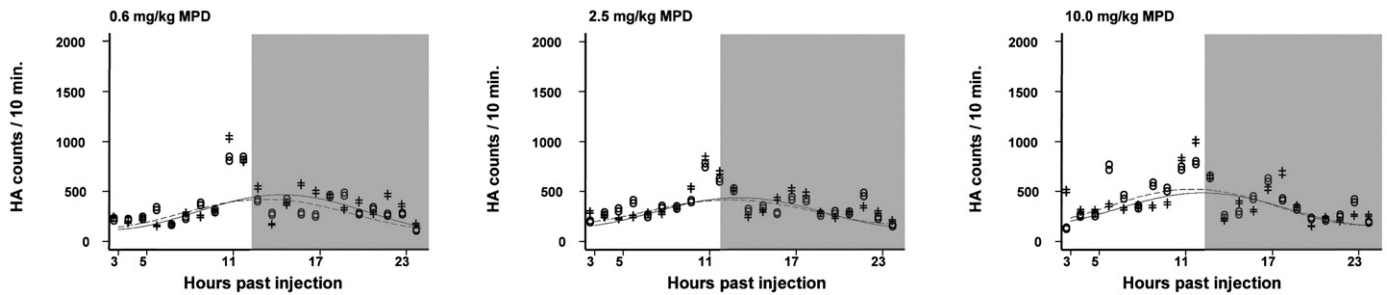 0.6 mg/kg MPD
HA counts / 10 min.
2000
1500
1000
500
0
3 5 11 17 23
Hours past injection
2.5 mg/kg MPD
HA counts / 10 min.
2000
1500
1000
500
0
3 5 11 17 23
Hours past injection
10.0 mg/kg MPD
HA counts / 10 min.
2000
1500
1000
500
0
3 5 11 17 23
Hours past injection